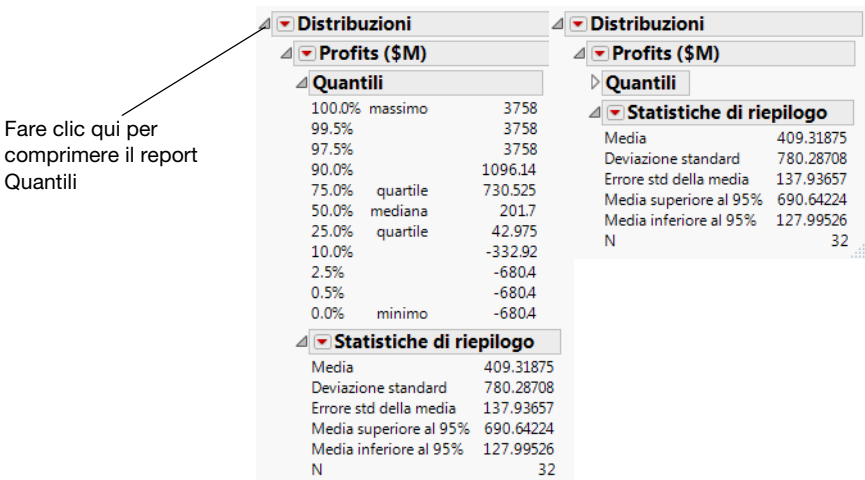 Fare clic qui per
comprimere il report
Quantili
Distribuzioni
Profits ($M)
Quantili
100.0% massimo 3758
99.5% 3758
97.5% 3758
90.0% 1096.14
75.0% quartile 730.525
50.0% mediana 201.7
25.0% quartile 42.975
10.0% -332.92
2.5% -680.4
0.5% -680.4
0.0% minimo -680.4
Statistiche di riepilogo
Media 409.31875
Deviazione standard 780.28708
Errore std della media 137.93657
Media superiore al 95% 690.64224
Media inferiore al 95% 127.99526
N 32
Distribuzioni
Profits ($M)
Quantili
Statistiche di riepilogo
Media 409.31875
Deviazione standard 780.28708
Errore std della media 137.93657
Media superiore al 95% 690.64224
Media inferiore al 95% 127.99526
N 32